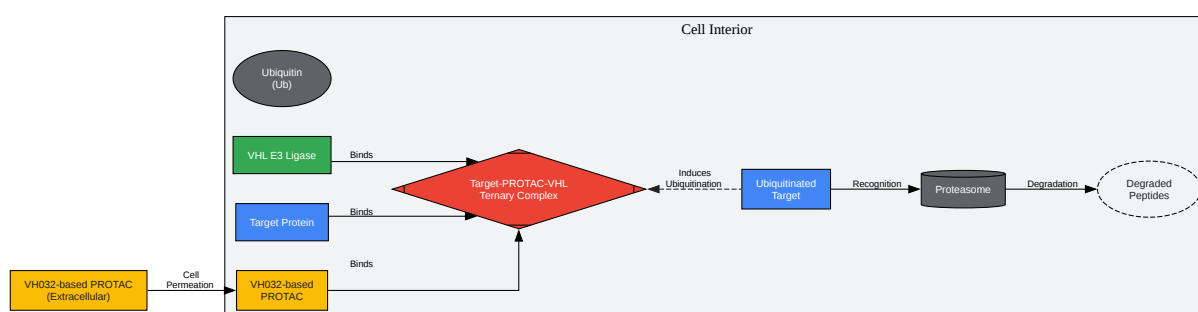 Cell Interior
Ubiquitin
(Ub)
VHL E3 Ligase
Binds
Target-PROTAC-VHL
Ternary Complex
Induces
Ubiquitination
Ubiquitinated
Target
Recognition
Proteasome
Degradation
Degraded
Peptides
Target Protein
Binds
Binds
VH032-based PROTAC
(Extracellular)
Cell
Permeation
VH032-based
PROTAC